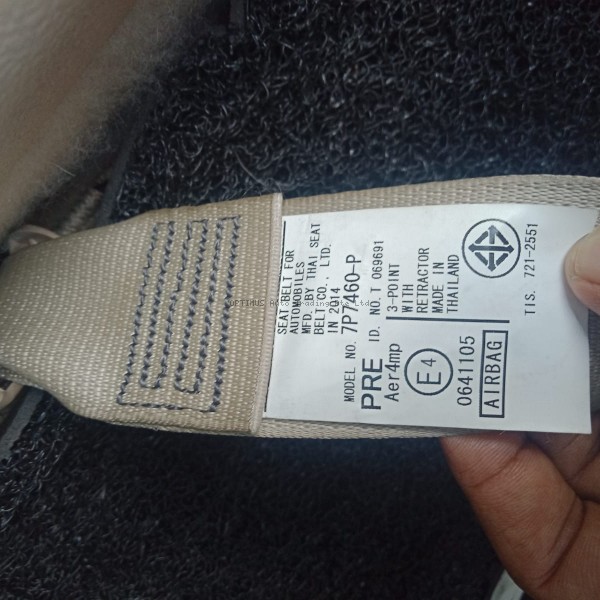 SEAT BELT FOR
AUTOMOBILES
MFD. BY THAI SEAT
BELT CO., LTD.
IN 2014
MODEL NO. 7P7460-P
PRE ID. NO. T 069691
Aer4mp
3-POINT
WITH
RETRACTOR
MADE IN
THAILAND
E4
0641105
AIRBAG
TIS. 721-2551